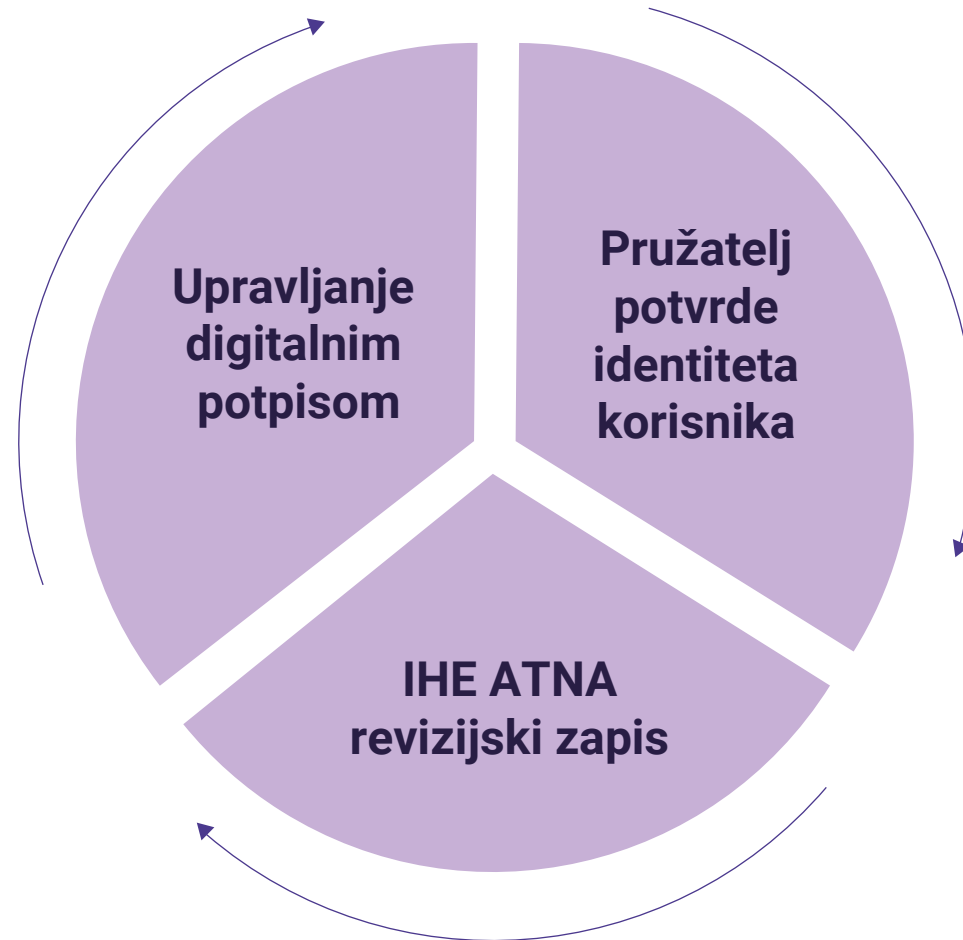 Upravljanje
digitalnim
potpisom
Pružatelj
potvrde
identiteta
korisnika
IHE ATNA
revizijski zapis